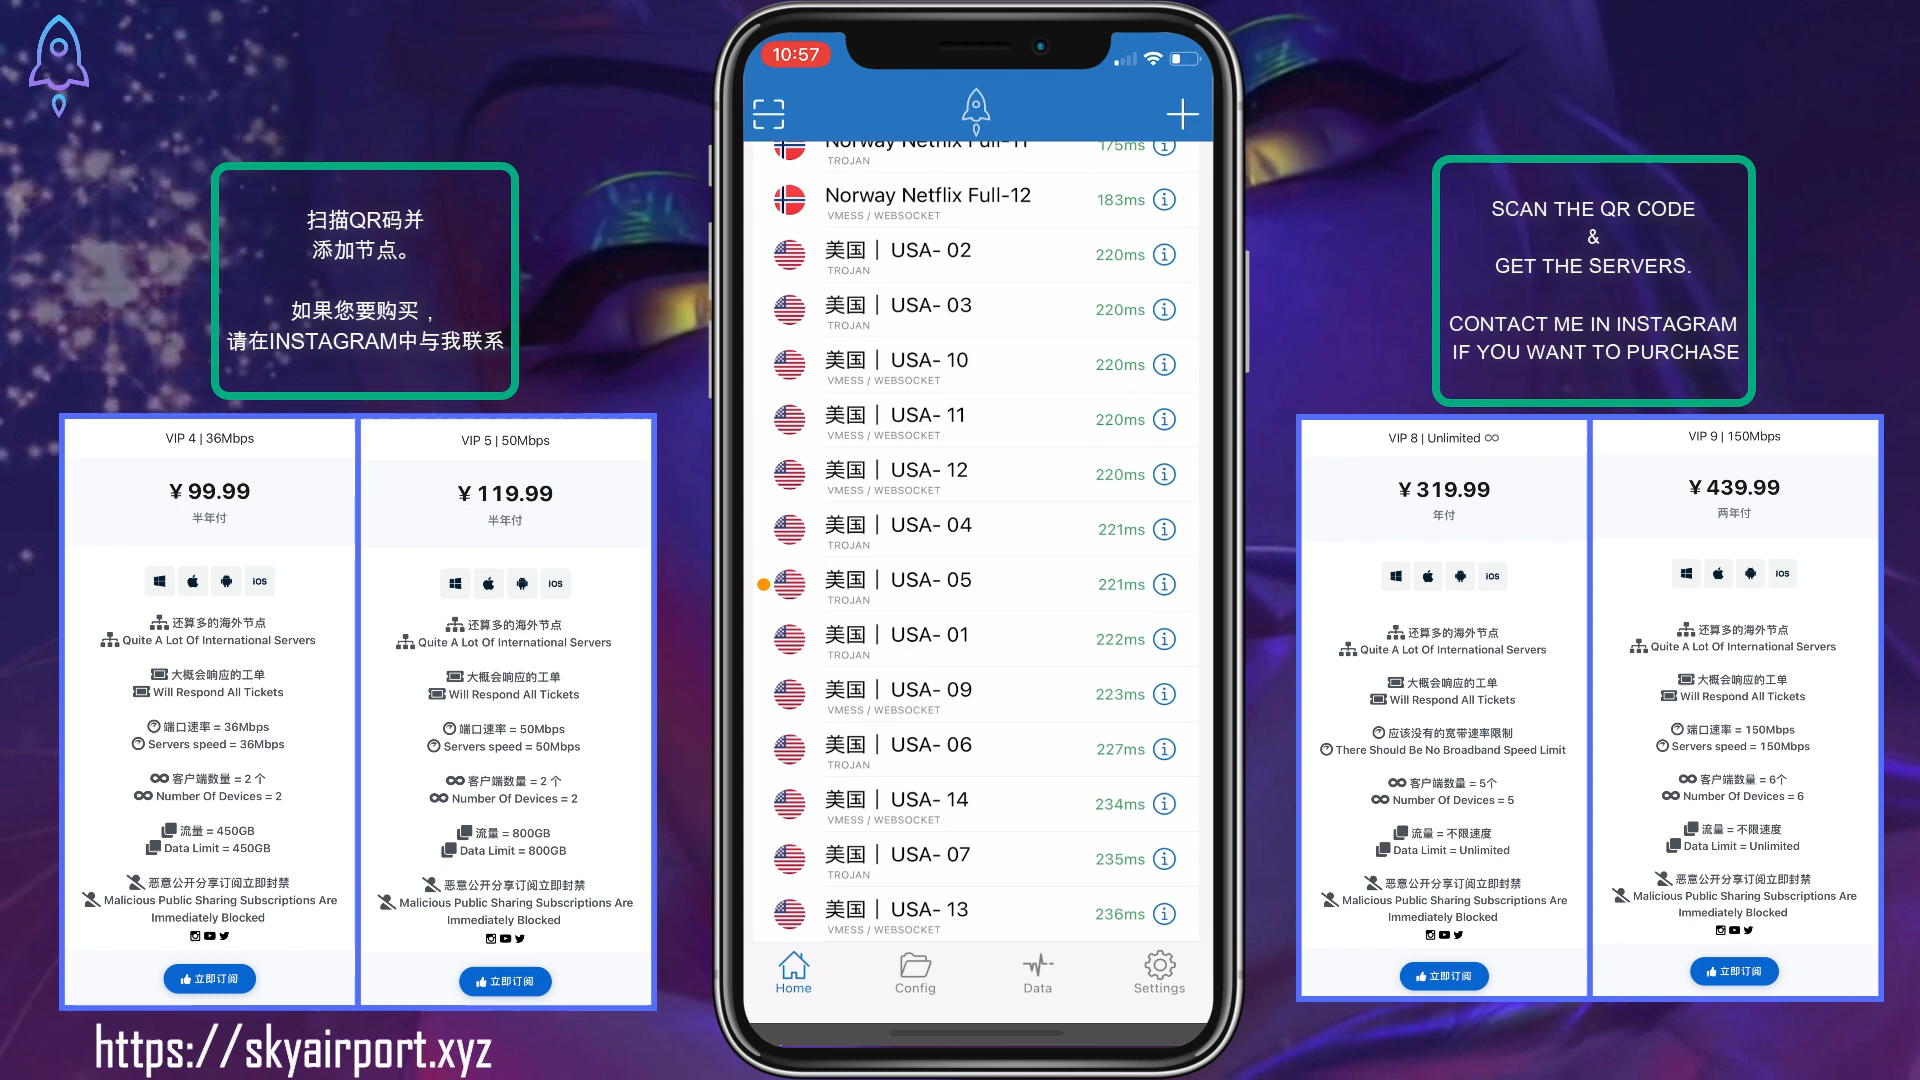 扫描QR码并
添加节点。
如果您要购买，
请在INSTAGRAM中与我联系
VIP 4 | 36Mbps
¥ 99.99
半年付
iOS
还算多的海外节点
Quite A Lot Of International Servers
大概会响应的工单
Will Respond All Tickets
端口速率 = 36Mbps
Servers speed = 36Mbps
客户端数量 = 2 个
Number Of Devices = 2
流量 = 450GB
Data Limit = 450GB
恶意公开分享订阅立即封禁
Malicious Public Sharing Subscriptions Are
Immediately Blocked
立即订阅
VIP 5 | 50Mbps
¥ 119.99
半年付
iOS
还算多的海外节点
Quite A Lot Of International Servers
大概会响应的工单
Will Respond All Tickets
端口速率 = 50Mbps
Servers speed = 50Mbps
客户端数量 = 2 个
Number Of Devices = 2
流量 = 800GB
Data Limit = 800GB
恶意公开分享订阅立即封禁
Malicious Public Sharing Subscriptions Are
Immediately Blocked
立即订阅
https://skyairport.xyz
10:57
Norway Netflix Full-11 175ms
TROJAN
Norway Netflix Full-12 183ms
VMESS / WEBSOCKET
美国｜ USA- 02 220ms
TROJAN
美国｜ USA- 03 220ms
TROJAN
美国｜ USA- 10 220ms
VMESS / WEBSOCKET
美国｜ USA- 11 220ms
VMESS / WEBSOCKET
美国｜ USA- 12 220ms
VMESS / WEBSOCKET
美国｜ USA- 04 221ms
TROJAN
美国｜ USA- 05 221ms
TROJAN
美国｜ USA- 01 222ms
TROJAN
美国｜ USA- 09 223ms
VMESS / WEBSOCKET
美国｜ USA- 06 227ms
TROJAN
美国｜ USA- 14 234ms
VMESS / WEBSOCKET
美国｜ USA- 07 235ms
TROJAN
美国｜ USA- 13 236ms
VMESS / WEBSOCKET
Home Config Data Settings
SCAN THE QR CODE
&
GET THE SERVERS.
CONTACT ME IN INSTAGRAM
IF YOU WANT TO PURCHASE
VIP 8 | Unlimited ∞
¥ 319.99
年付
iOS
还算多的海外节点
Quite A Lot Of International Servers
大概会响应的工单
Will Respond All Tickets
应该没有的宽带速率限制
There Should Be No Broadband Speed Limit
客户端数量 = 5个
Number Of Devices = 5
流量 = 不限速度
Data Limit = Unlimited
恶意公开分享订阅立即封禁
Malicious Public Sharing Subscriptions Are
Immediately Blocked
立即订阅
VIP 9 | 150Mbps
¥ 439.99
两年付
iOS
还算多的海外节点
Quite A Lot Of International Servers
大概会响应的工单
Will Respond All Tickets
端口速率 = 150Mbps
Servers speed = 150Mbps
客户端数量 = 6个
Number Of Devices = 6
流量 = 不限速度
Data Limit = Unlimited
恶意公开分享订阅立即封禁
Malicious Public Sharing Subscriptions Are
Immediately Blocked
立即订阅